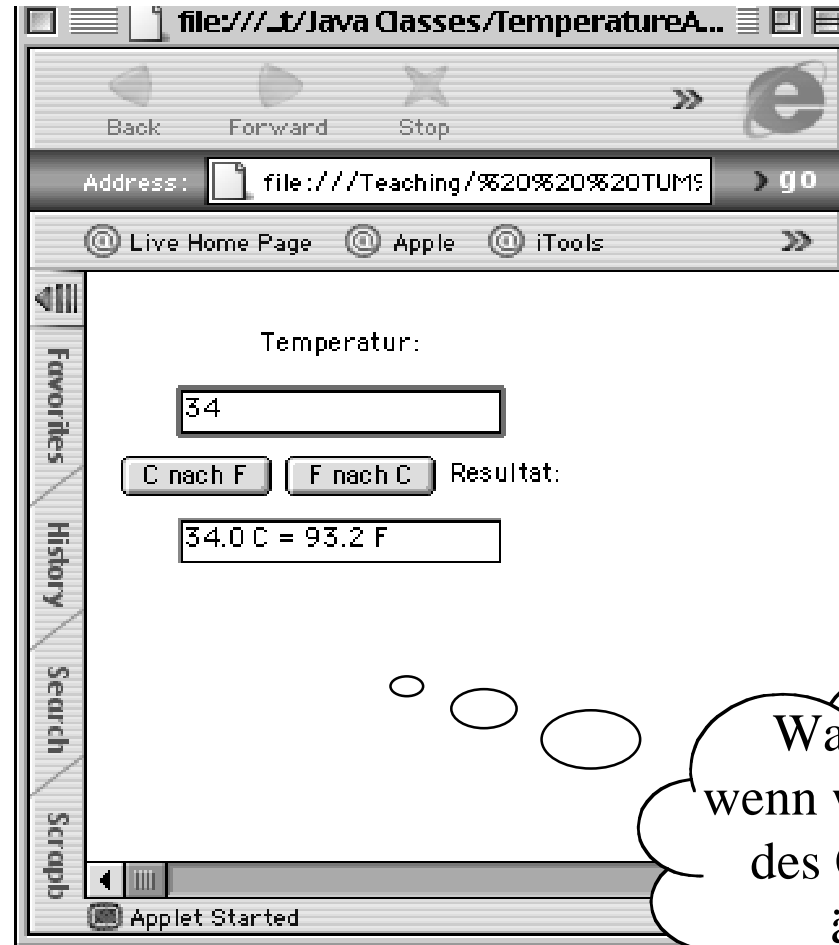 file:///_t/Java Classes/TemperatureA...
Back Forward Stop
Address: file:///Teaching/%20%20%20TUM9 go
Live Home Page Apple iTools
Favorites
History
Search
Scrapb
Temperatur:
34
C nach F F nach C Resultat:
34.0 C = 93.2 F
wenn
des
Applet Started